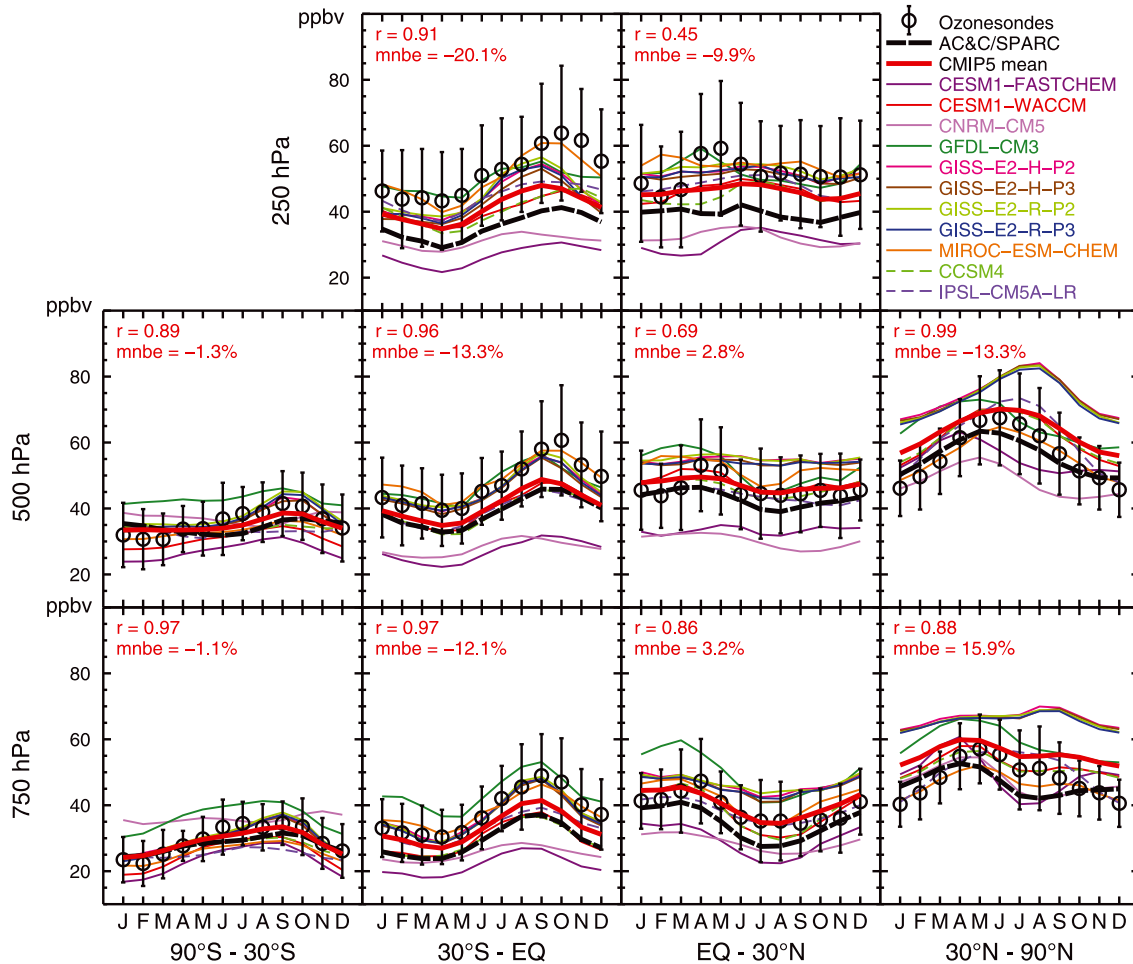 ppbv
r = 0.91
mnbe = −20.1%
r = 0.45
mnbe = −9.9%
80
60
40
20
250 hPa
Ozonesondes
AC&C/SPARC
CMIP5 mean
CESM1−FASTCHEM
CESM1−WACCM
CNRM−CM5
GFDL−CM3
GISS−E2−H−P2
GISS−E2−H−P3
GISS−E2−R−P2
GISS−E2−R−P3
MIROC−ESM−CHEM
CCSM4
IPSL−CM5A−LR
ppbv
r = 0.89
mnbe = −1.3%
r = 0.96
mnbe = −13.3%
r = 0.69
mnbe = 2.8%
r = 0.99
mnbe = −13.3%
80
60
40
20
500 hPa
ppbv
r = 0.97
mnbe = −1.1%
r = 0.97
mnbe = −12.1%
r = 0.86
mnbe = 3.2%
r = 0.88
mnbe = 15.9%
80
60
40
20
750 hPa
J F M A M J J A S O N D
J F M A M J J A S O N D
J F M A M J J A S O N D
J F M A M J J A S O N D
90°S - 30°S
30°S - EQ
EQ - 30°N
30°N - 90°N